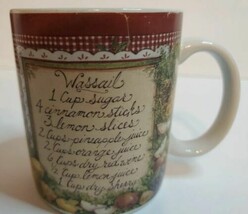 Wassail
1 Cup sugar
4 cinnamon sticks
3 lemon slices
2 cups pineapple juice
2 cups orange juice
6 cups dry red wine
½ cup lemon juice
1 cup dry sherry